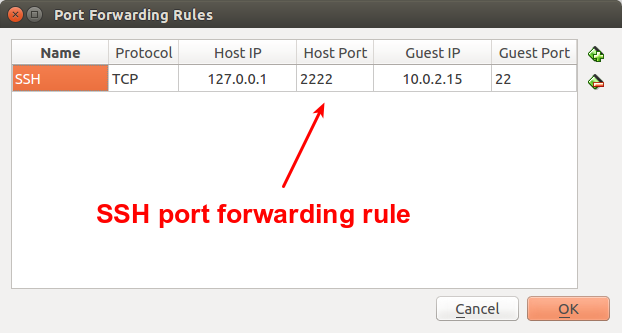 Port Forwarding Rules
Name Protocol Host IP Host Port Guest IP Guest Port
SSH TCP 127.0.0.1 2222 10.0.2.15 22
SSH port forwarding rule
Cancel OK